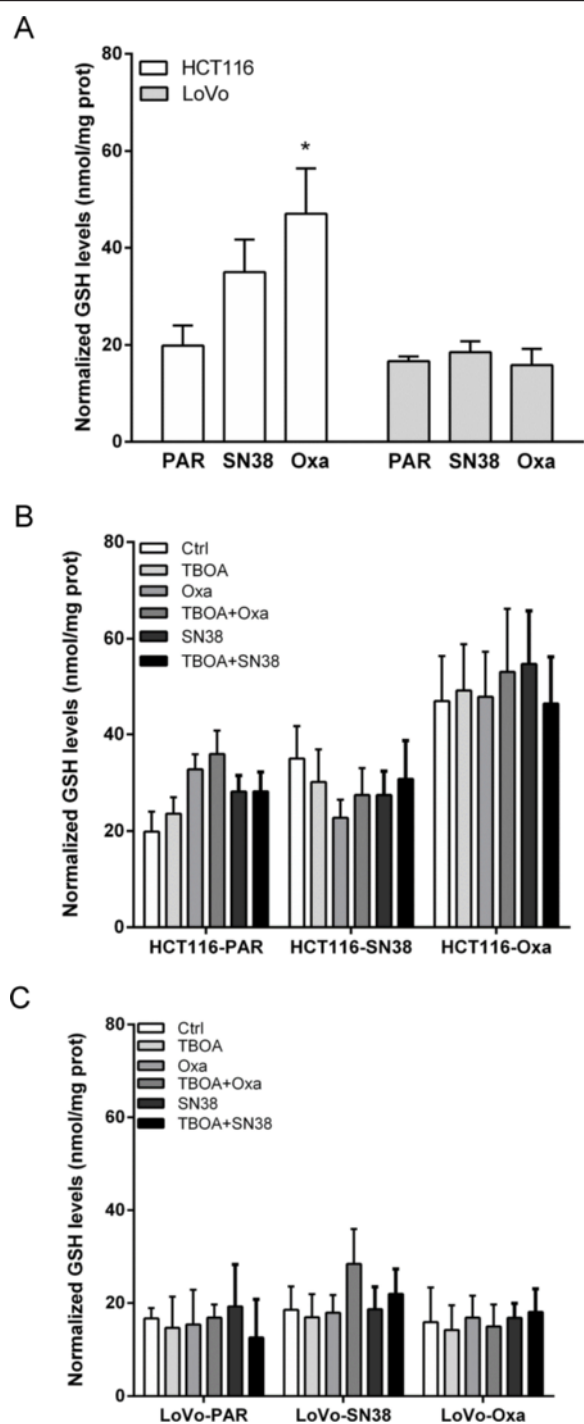 A
Normalized GSH levels (nmol/mg prot)
80
60
40
20
0
HCT116
LoVo
*
PAR SN38 Oxa PAR SN38 Oxa
B
Normalized GSH levels (nmol/mg prot)
80
60
40
20
0
Ctrl
TBOA
Oxa
TBOA+Oxa
SN38
TBOA+SN38
HCT116-PAR HCT116-SN38 HCT116-Oxa
C
Normalized GSH levels (nmol/mg prot)
80
60
40
20
0
Ctrl
TBOA
Oxa
TBOA+Oxa
SN38
TBOA+SN38
LoVo-PAR LoVo-SN38 LoVo-Oxa